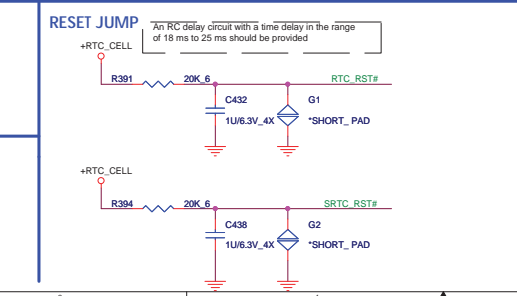 RESET JUMP
An RC delay circuit with a time delay in the range
of 18 ms to 25 ms should be provided
+RTC_CELL
R391 20K_6 RTC_RST#
C432 G1
1U/6.3V_4X *SHORT_ PAD
+RTC_CELL
R394 20K_6 SRTC_RST#
C438 G2
1U/6.3V_4X *SHORT_ PAD